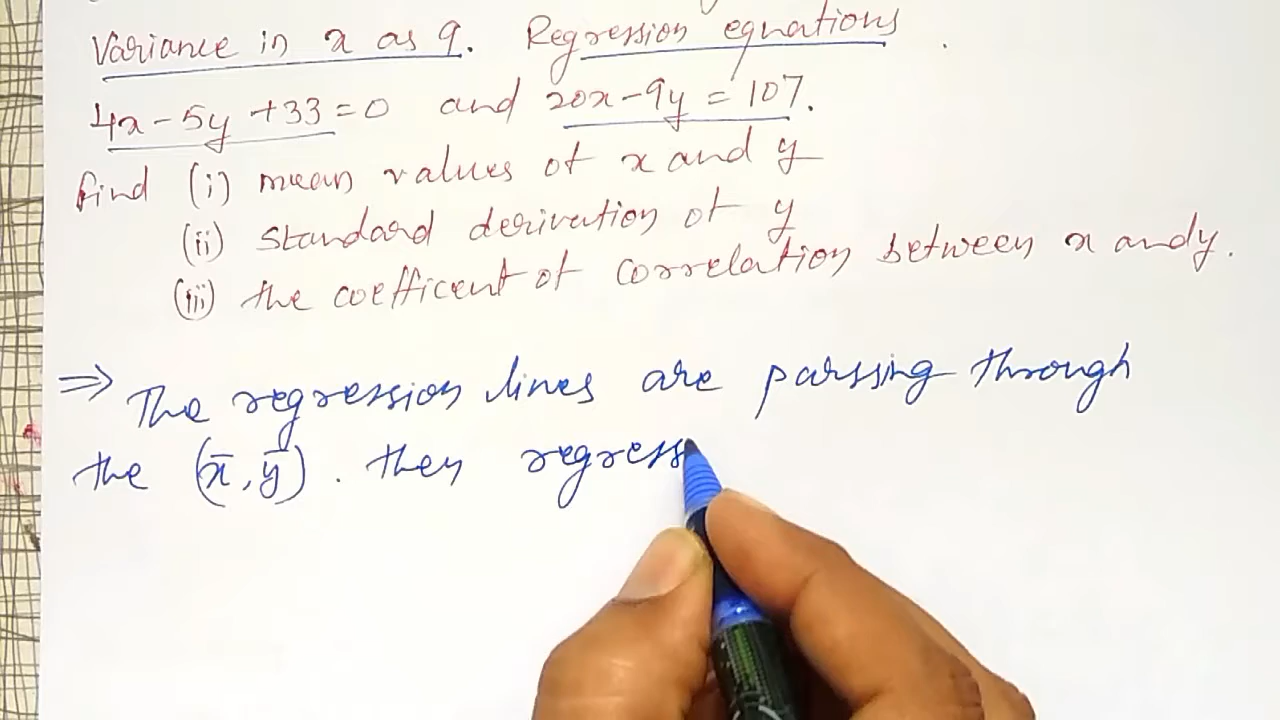 Variance in x as 9. Regression equations
4x - 5y + 33 = 0 and 20x - 9y = 107.
find (i) mean values of x and y
(ii) standard derivation of y
(iii) the coefficent of correlation between x and y.
⇒ The regression lines are parssing through
the (x̄, ȳ). then regress